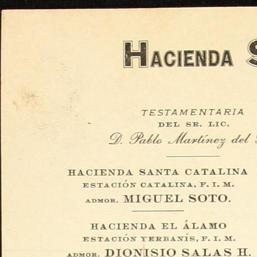 HACIENDA S
TESTAMENTARIA
DEL SR. LIC.
D. Pablo Martínez del
HACIENDA SANTA CATALINA
ESTACIÓN CATALINA, F. I. M.
ADMOR. MIGUEL SOTO.
HACIENDA EL ÁLAMO
ESTACIÓN YERBANIS, F. I. M.
ADMOR. DIONISIO SALAS H.